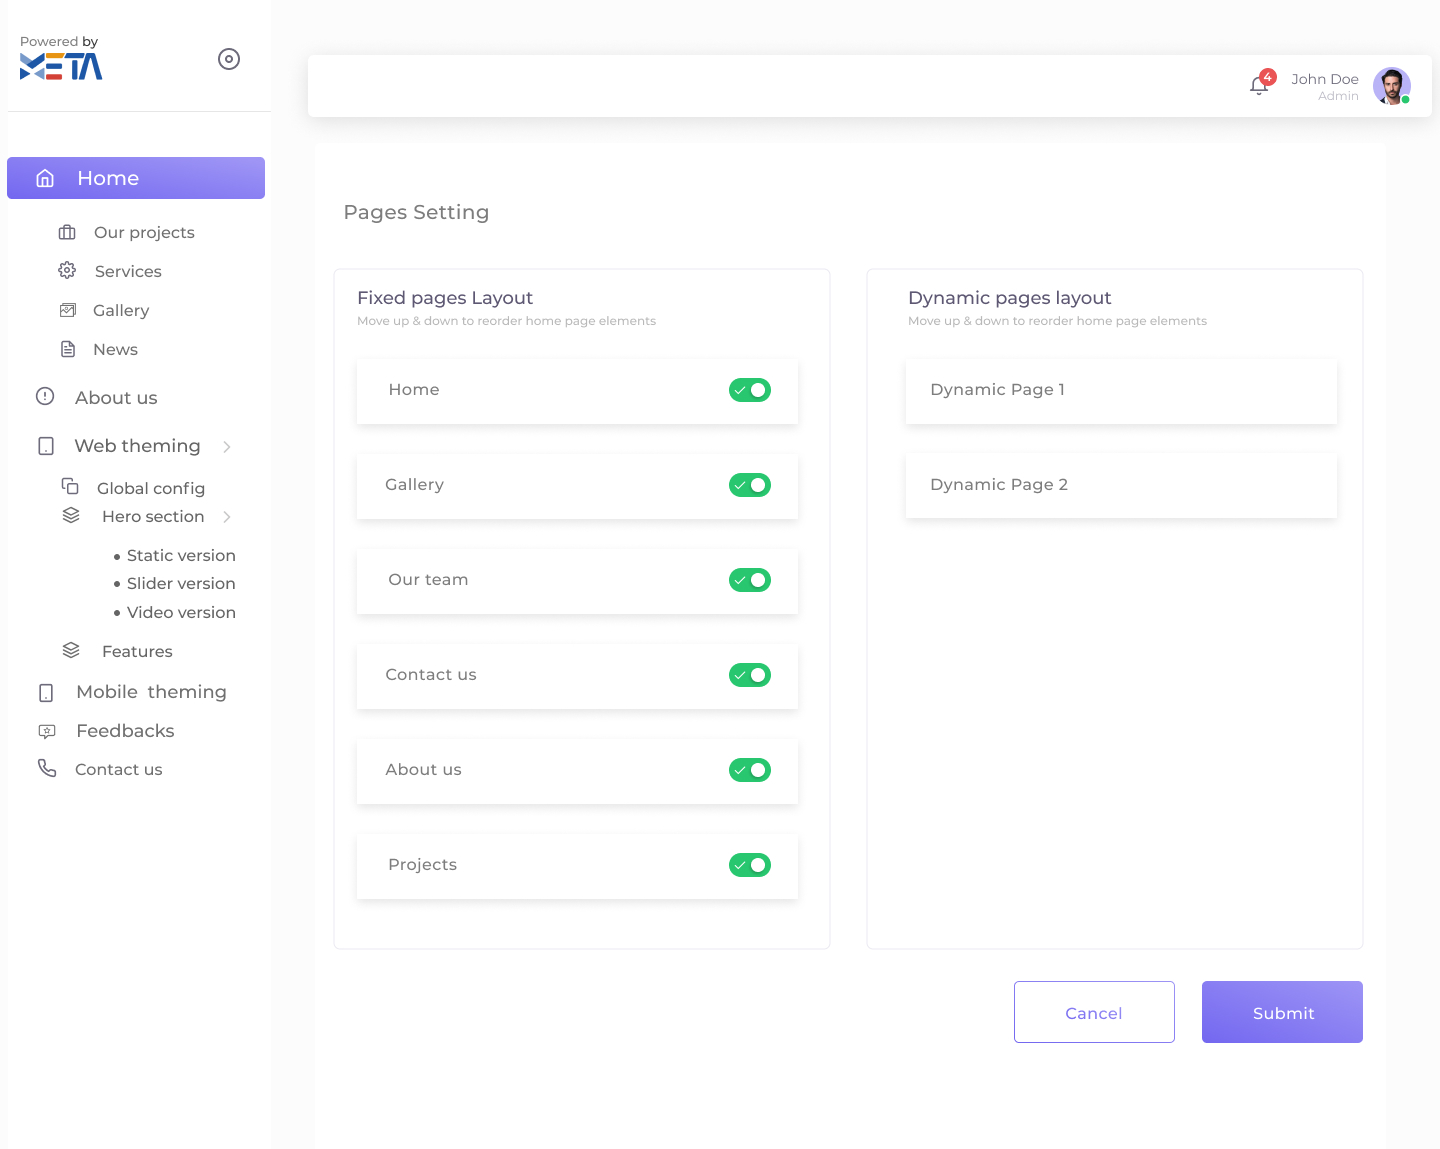 Powered by
META
Home
Our projects
Services
Gallery
News
About us
Web theming
Global config
Hero section
Static version
Slider version
Video version
Features
Mobile theming
Feedbacks
Contact us
4
John Doe
Admin
Pages Setting
Fixed pages Layout
Move up & down to reorder home page elements
Home
Gallery
Our team
Contact us
About us
Projects
Dynamic pages layout
Move up & down to reorder home page elements
Dynamic Page 1
Dynamic Page 2
Cancel
Submit